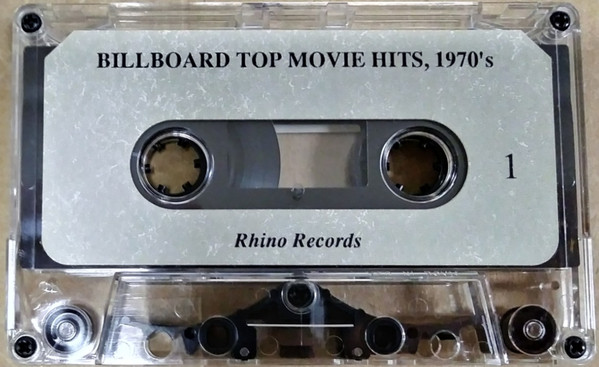 BILLBOARD TOP MOVIE HITS, 1970's
1
Rhino Records